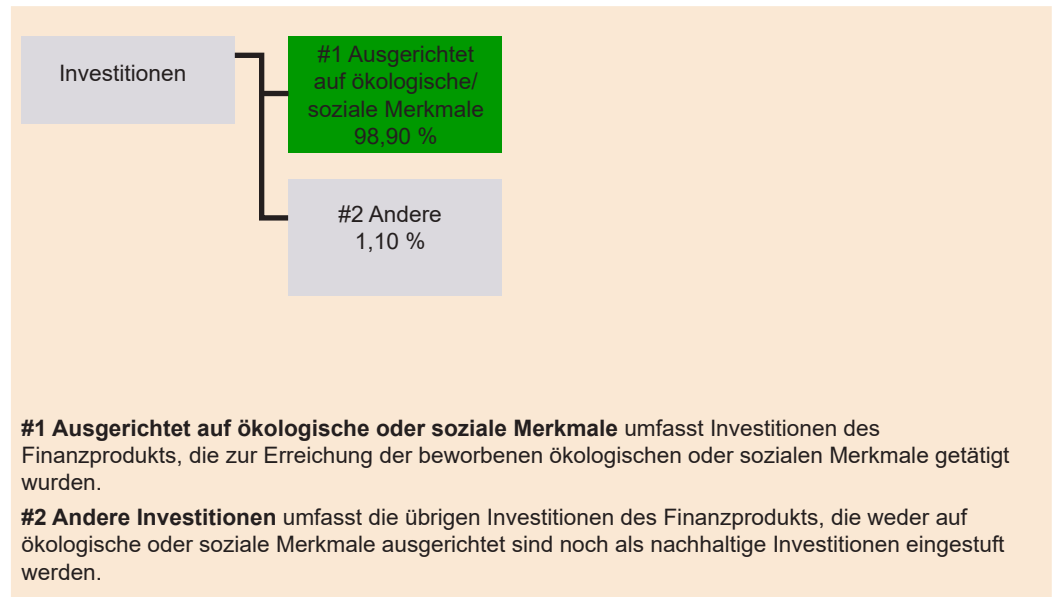 Investitionen
#1 Ausgerichtet
auf ökologische/
soziale Merkmale
98,90 %
#2 Andere
1,10 %
#1 Ausgerichtet auf ökologische oder soziale Merkmale umfasst Investitionen des
Finanzprodukts, die zur Erreichung der beworbenen ökologischen oder sozialen Merkmale getätigt
wurden.
#2 Andere Investitionen umfasst die übrigen Investitionen des Finanzprodukts, die weder auf
ökologische oder soziale Merkmale ausgerichtet sind noch als nachhaltige Investitionen eingestuft
werden.